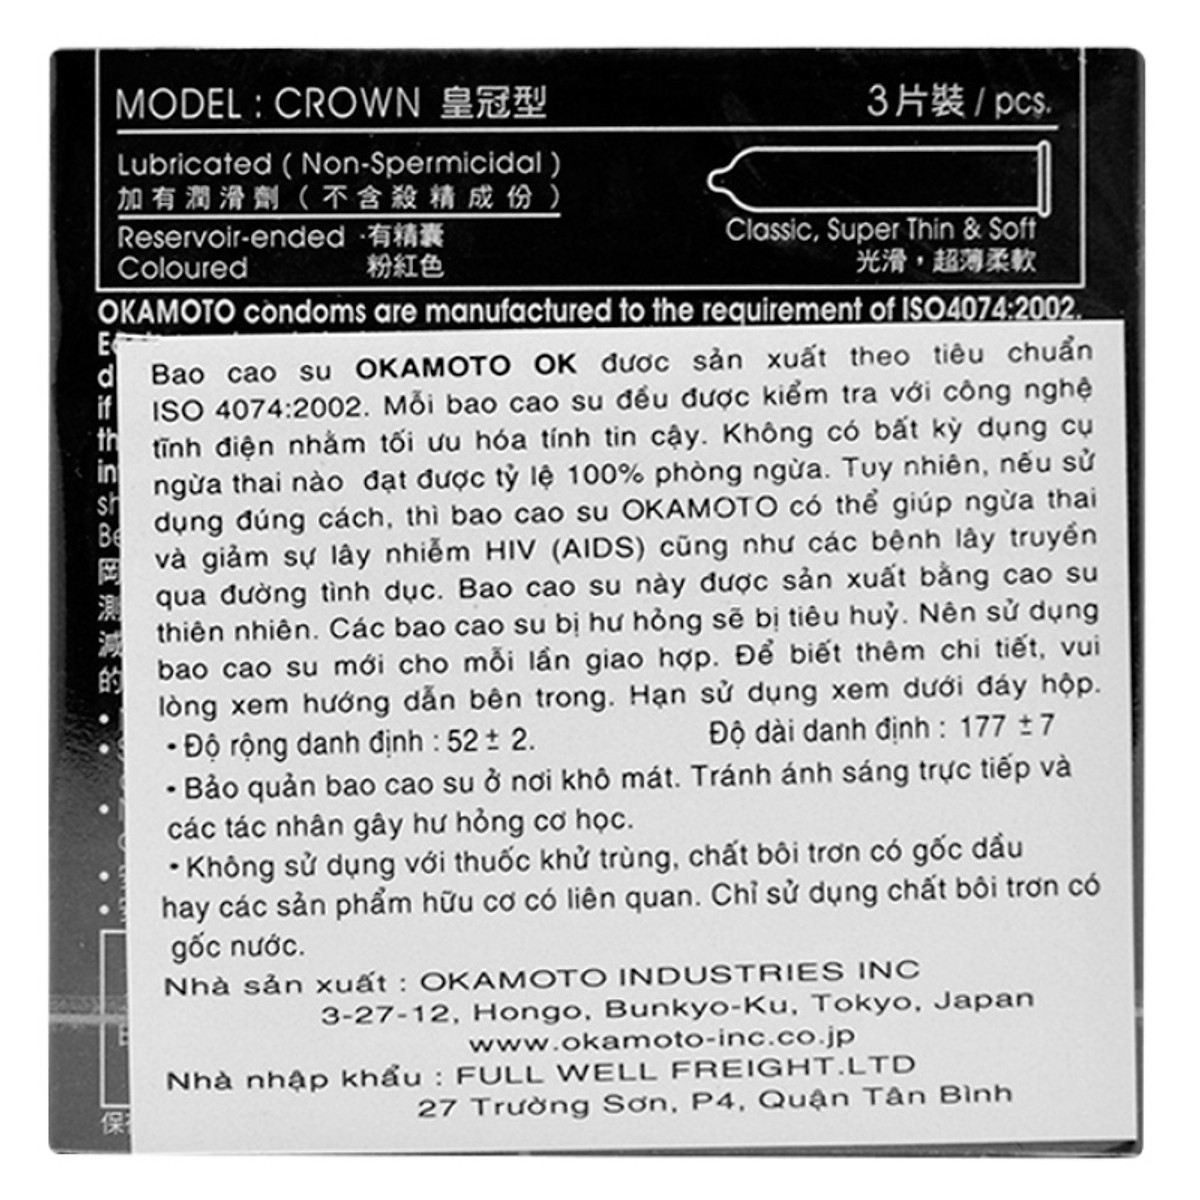 MODEL : CROWN 皇冠型 3片裝 / pcs.
Lubricated ( Non-Spermicidal )
加有潤滑劑（不含殺精成份）
Reservoir-ended ·有精囊
Coloured 粉紅色
Classic, Super Thin & Soft
光滑，超薄柔軟
OKAMOTO condoms are manufactured to the requirement of ISO4074:2002.
Bao cao su OKAMOTO OK đươc sản xuất theo tiêu chuẩn
ISO 4074:2002. Mỗi bao cao su đều được kiểm tra với công nghệ
tĩnh điện nhằm tối ưu hóa tính tin cậy. Không có bất kỳ dụng cụ
ngừa thai nào đạt được tỷ lệ 100% phòng ngừa. Tuy nhiên, nếu sử
dụng đúng cách, thì bao cao su OKAMOTO có thể giúp ngừa thai
và giảm sự lây nhiễm HIV (AIDS) cũng như các bệnh lây truyền
qua đường tình dục. Bao cao su này được sản xuất bằng cao su
thiên nhiên. Các bao cao su bị hư hỏng sẽ bị tiêu huỷ. Nên sử dụng
bao cao su mới cho mỗi lần giao hợp. Để biết thêm chi tiết, vui
lòng xem hướng dẫn bên trong. Hạn sử dụng xem dưới đáy hộp.
• Độ rộng danh định : 52 ± 2. Độ dài danh định : 177 ± 7
• Bảo quản bao cao su ở nơi khô mát. Tránh ánh sáng trực tiếp và
các tác nhân gây hư hỏng cơ học.
• Không sử dụng với thuốc khử trùng, chất bôi trơn có gốc dầu
hay các sản phẩm hữu cơ có liên quan. Chỉ sử dụng chất bôi trơn có
gốc nước.
Nhà sản xuất : OKAMOTO INDUSTRIES INC
3-27-12, Hongo, Bunkyo-Ku, Tokyo, Japan
www.okamoto-inc.co.jp
Nhà nhập khẩu : FULL WELL FREIGHT.LTD
27 Trường Sơn, P4, Quận Tân Bình